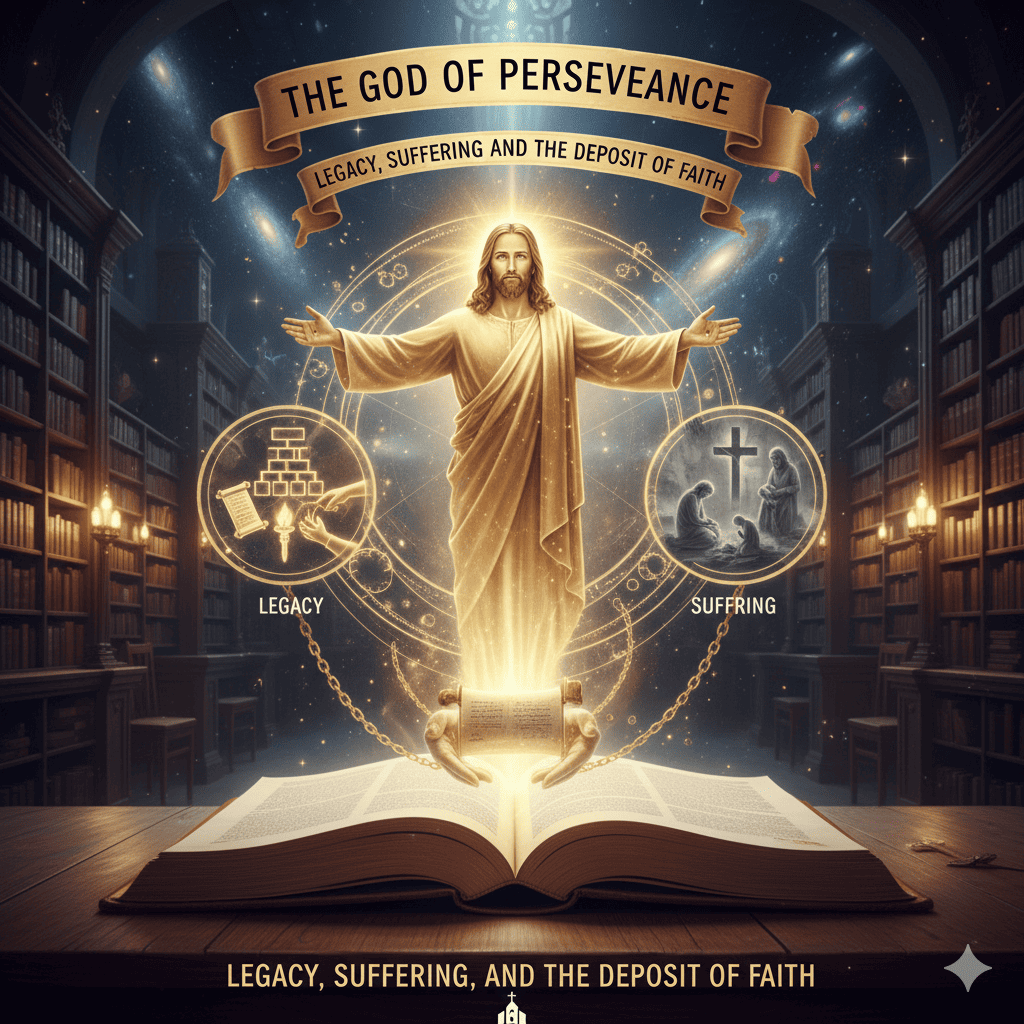 THE GOD OF PERSEVEANCE
LEGACY, SUFFERING AND THE DEPOSIT OF FAITH
LEGACY
SUFFRING
LEGACY, SUFFERING, AND THE DEPOSIT OF FAITH